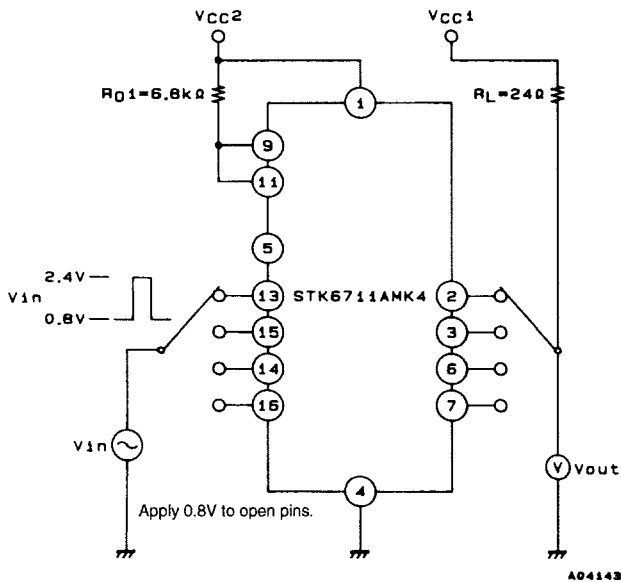 VCC2
VCC1
RO1=6.8kΩ
RL=24Ω
1
9
11
5
2.4V
Vin
0.8V
13
STK6711AMK4
2
15
3
14
6
16
7
Vin
V
Vout
4
Apply 0.8V to open pins.
A04143